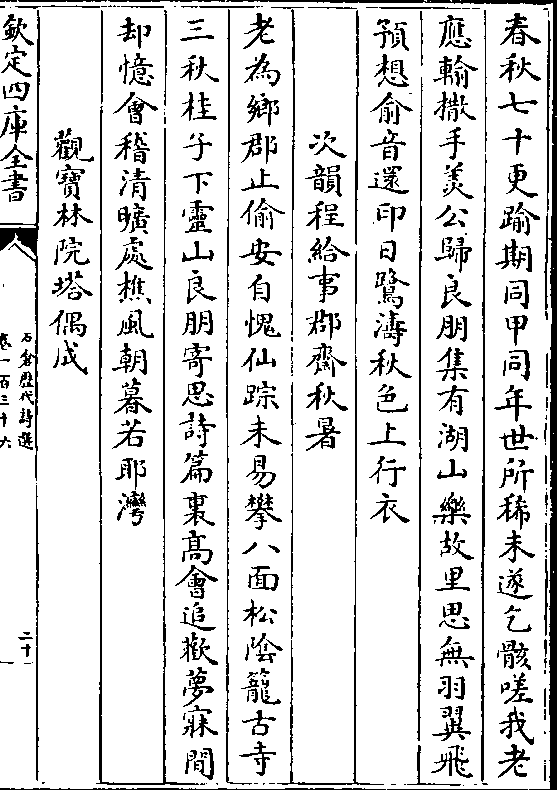 春秋七十更踰期同甲同年世所稀未遂乞骸嗟我老
應輸撒手羨公歸良朋集有湖山樂故里思無羽翼飛
預想俞音還印日鷺濤秋色上行衣
次韻程給事郡齋秋暑
老為鄉郡止偷安自愧仙踪未易攀八面松陰籠古寺
三秋桂子下靈山良朋寄思詩篇裏髙會追歡夢寐間
却憶會稽清曠處樵風朝暮若耶灣
觀寶林院塔偶成
欽定四庫全書
石倉歴代詩選
卷一百三十六
二十